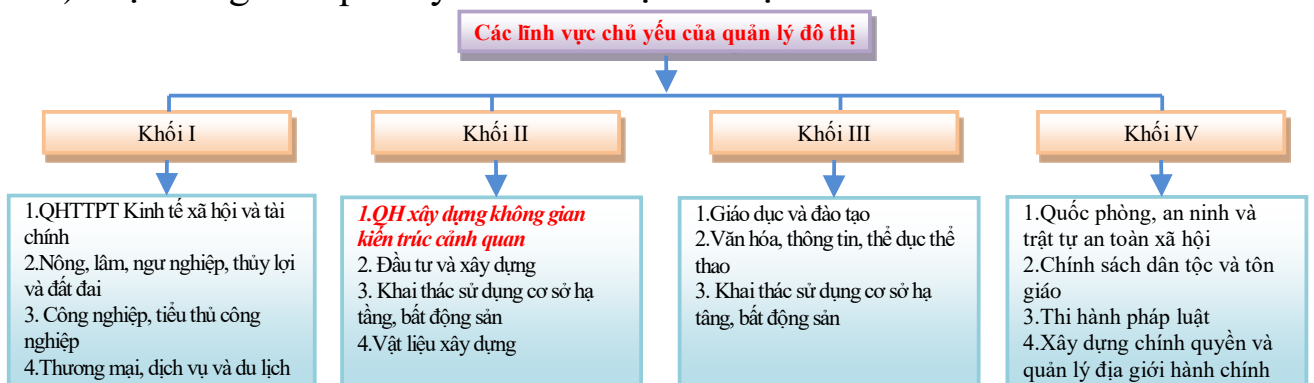 Các lĩnh vực chủ yếu của quản lý đô thị
Khối I
Khối II
Khối III
Khối IV
1.QHTTPT Kinh tế xã hội và tài
chính
2.Nông, lâm, ngư nghiệp, thủy lợi
và đất đai
3. Công nghiệp, tiểu thủ công
nghiệp
4.Thương mại, dịch vụ và du lịch
1.QH xây dựng không gian
kiến trúc cảnh quan
2. Đầu tư và xây dựng
3. Khai thác sử dụng cơ sở hạ
tầng, bất động sản
4.Vật liệu xây dựng
1.Giáo dục và đào tạo
2.Văn hóa, thông tin, thể dục thể
thao
3. Khai thác sử dụng cơ sở hạ
tâng, bất động sản
1.Quốc phòng, an ninh và
trật tự an toàn xã hội
2.Chính sách dân tộc và tôn
giáo
3.Thi hành pháp luật
4.Xây dựng chính quyền và
quản lý địa giới hành chính